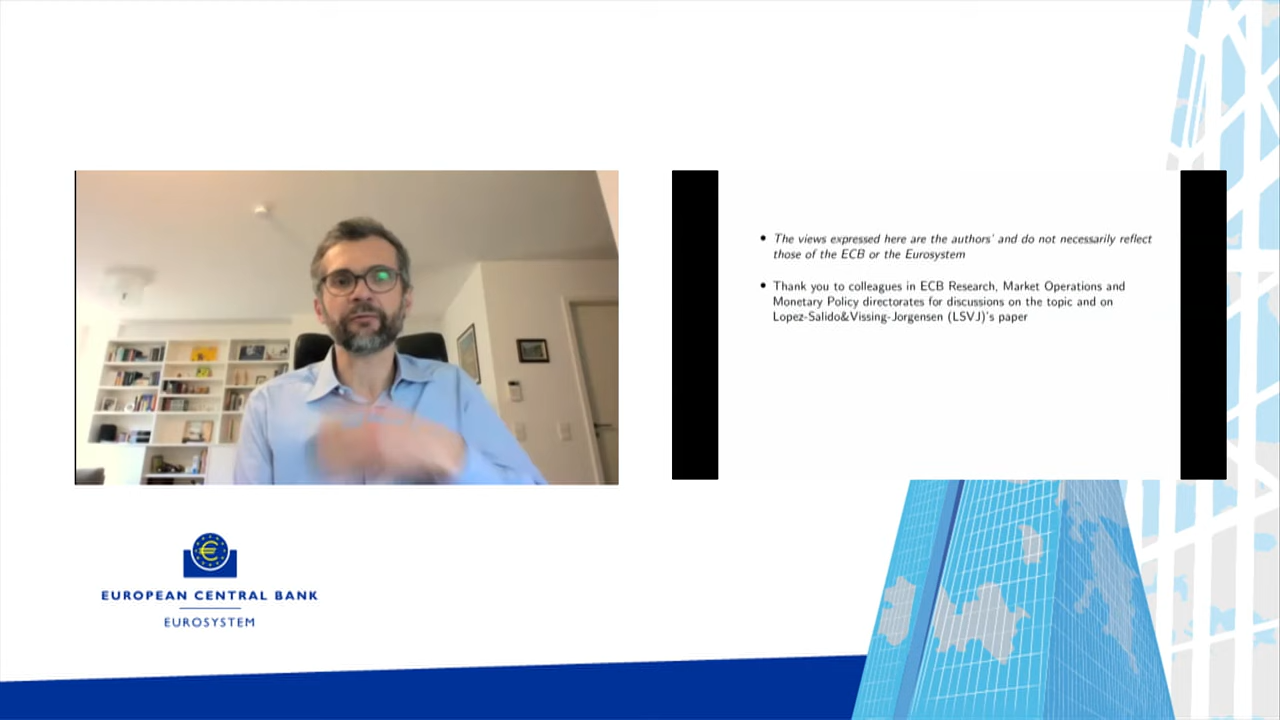 • The views expressed here are the authors' and do not necessarily reflect
those of the ECB or the Eurosystem
• Thank you to colleagues in ECB Research, Market Operations and
Monetary Policy directorates for discussions on the topic and on
Lopez-Salido&Vissing-Jorgensen (LSVJ)'s paper
€
EUROPEAN CENTRAL BANK
EUROSYSTEM